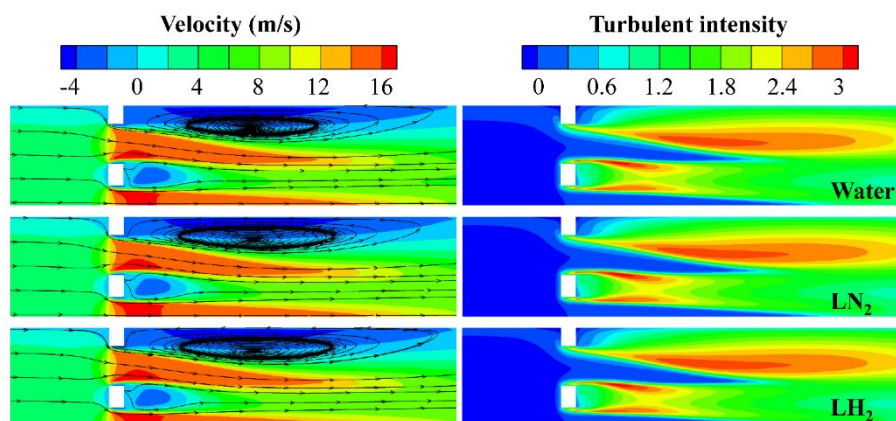 Velocity (m/s)
Turbulent intensity
-4 0 4 8 12 16
0 0.6 1.2 1.8 2.4 3
Water
LN₂
LH₂